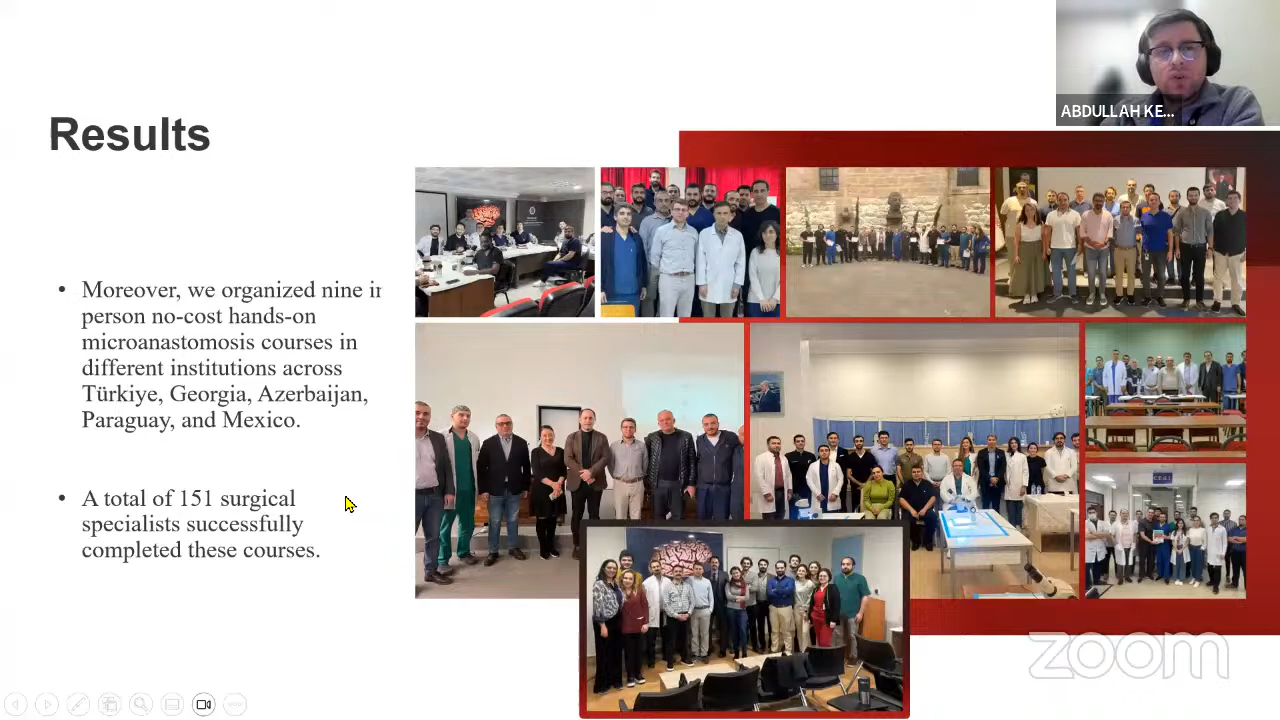 ABDULLAH KE...
Results
• Moreover, we organized nine in
person no-cost hands-on
microanastomosis courses in
different institutions across
Türkiye, Georgia, Azerbaijan,
Paraguay, and Mexico.
• A total of 151 surgical
specialists successfully
completed these courses.
zoom